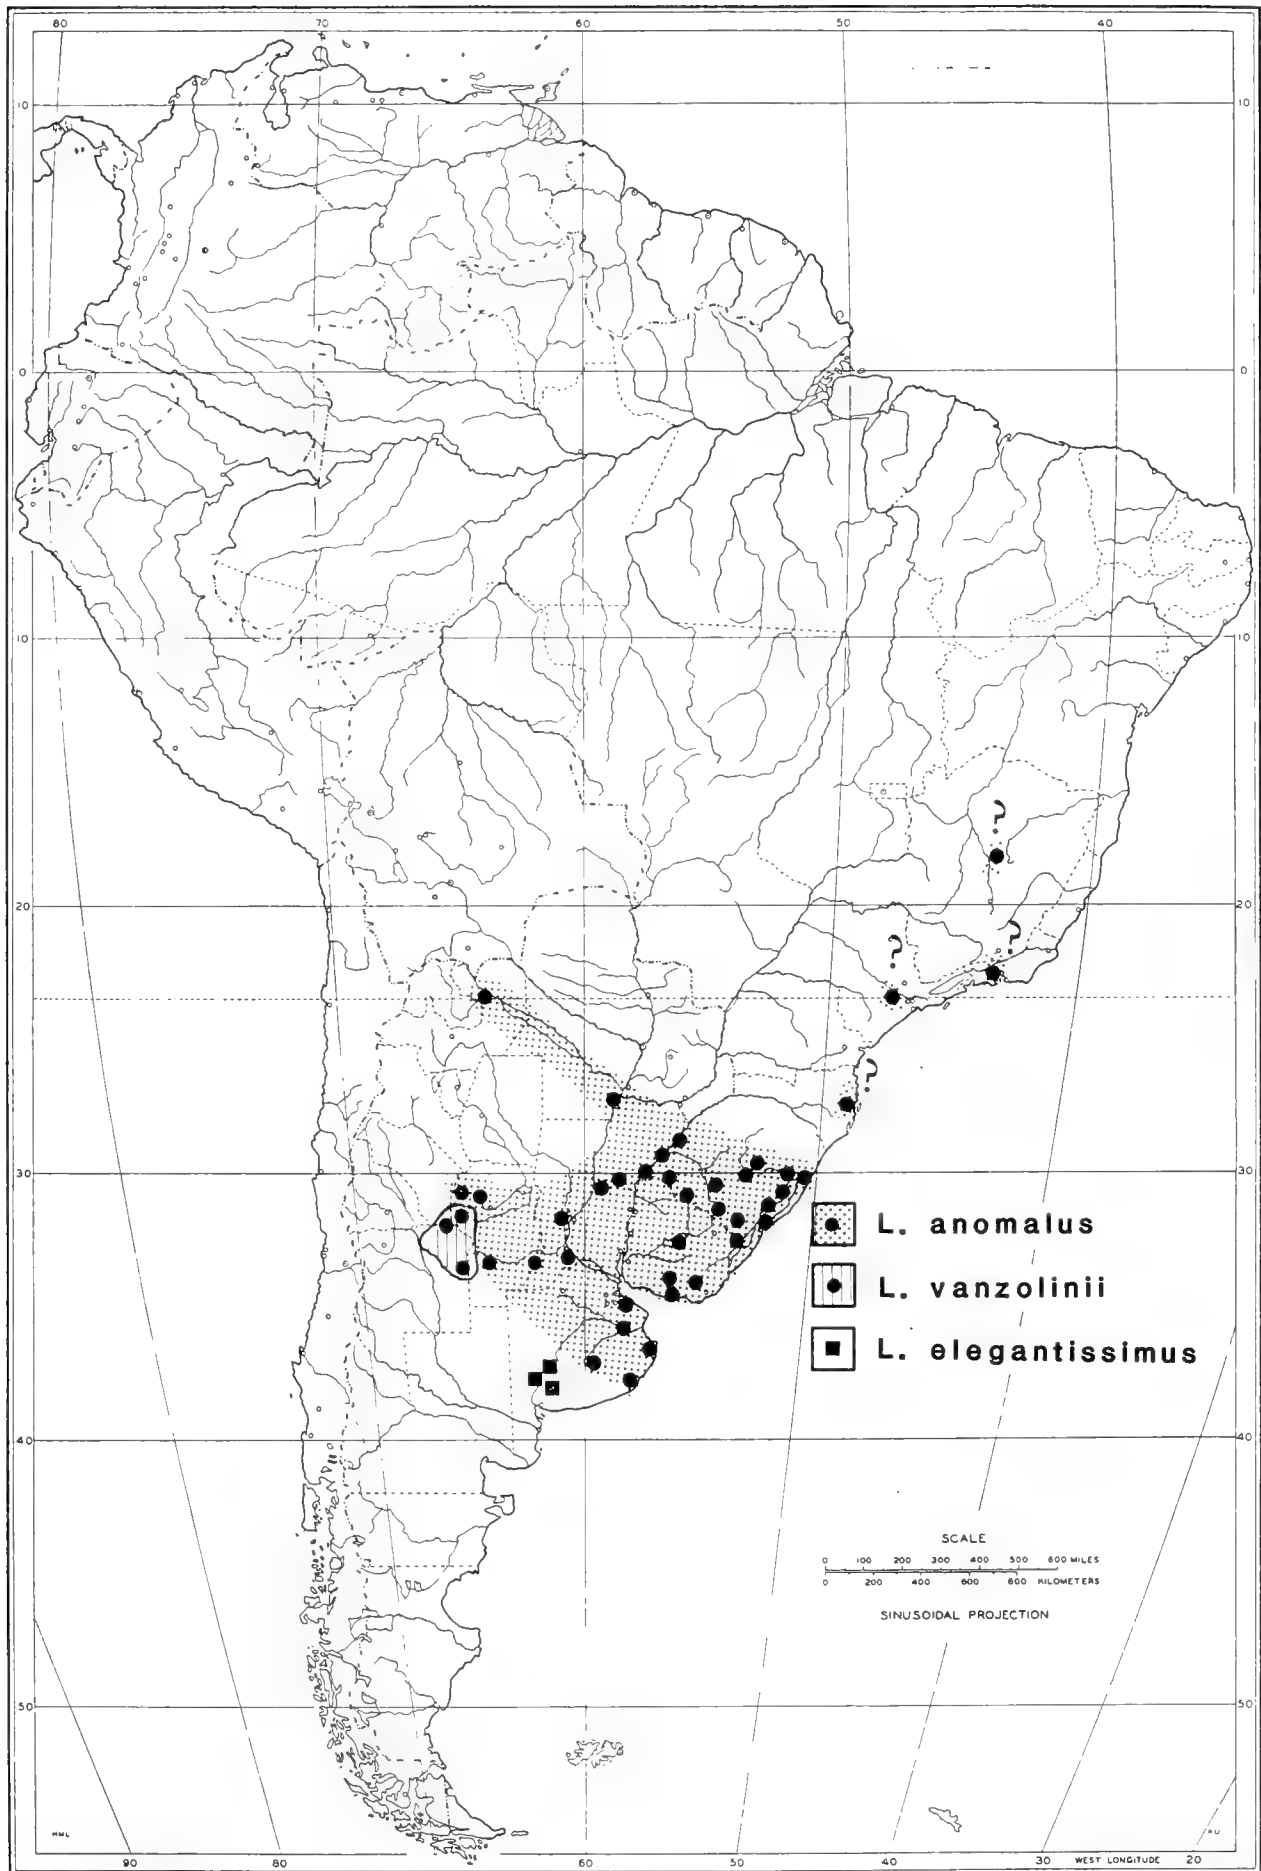 80 70 60 50 40
10 10
0 0
10 10
?
20 20
?
?
?
30 30
L. anomalus
L. vanzolinii
L. elegantissimus
40 40
SCALE
0 100 200 300 400 500 600 MILES
0 200 400 600 800 KILOMETERS
SINUSOIDAL PROJECTION
50 50
HML
90 80 70 60 50 40 30 WEST LONGITUDE 20